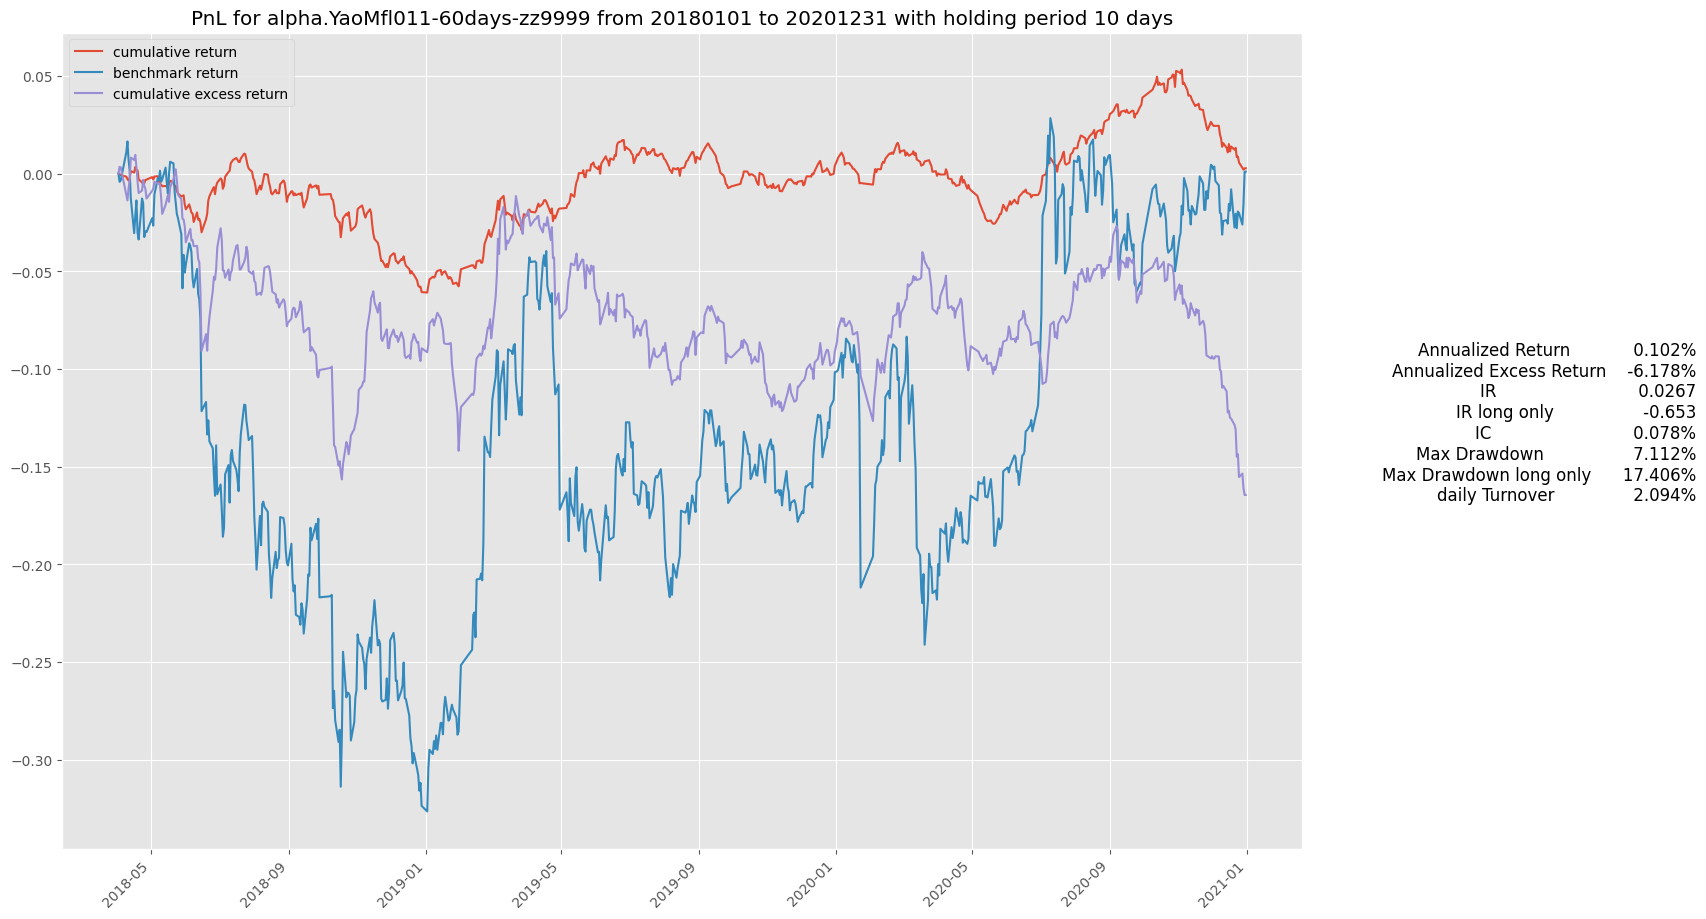 PnL for alpha.YaoMfl011-60days-zz9999 from 20180101 to 20201231 with holding period 10 days
cumulative return
benchmark return
cumulative excess return
0.05
0.00
−0.05
−0.10
−0.15
−0.20
−0.25
−0.30
2018-05
2018-09
2019-01
2019-05
2019-09
2020-01
2020-05
2020-09
2021-01
Annualized Return 0.102%
Annualized Excess Return -6.178%
IR 0.0267
IR long only -0.653
IC 0.078%
Max Drawdown 7.112%
Max Drawdown long only 17.406%
daily Turnover 2.094%